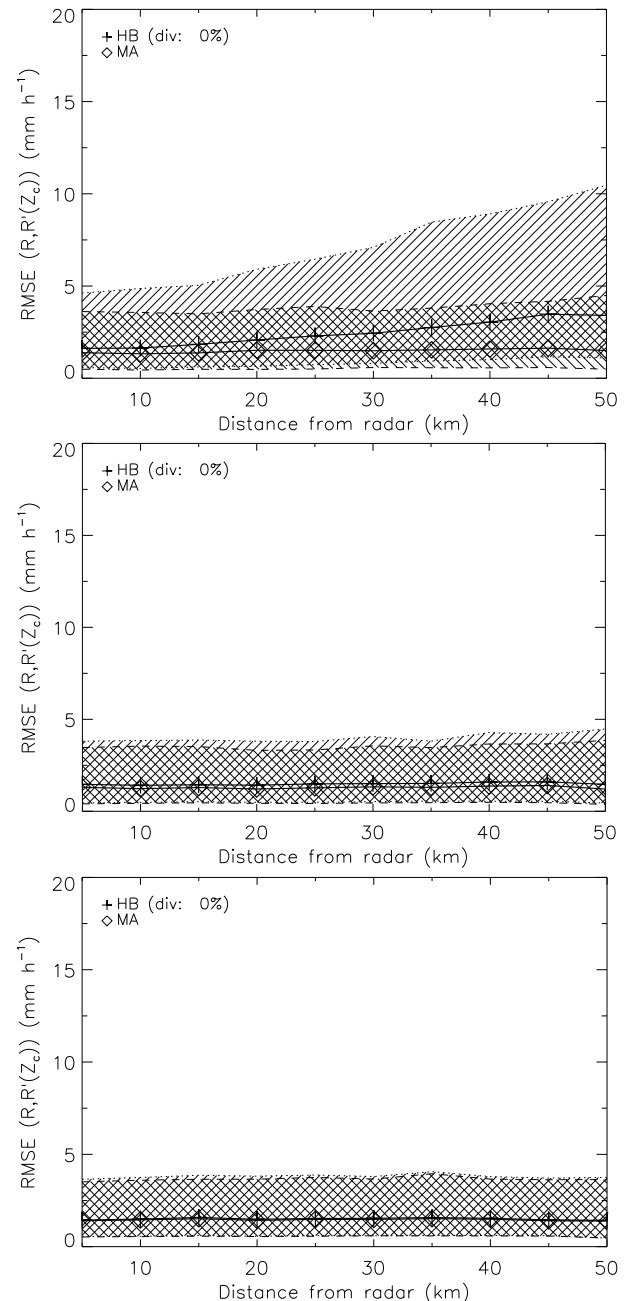 20
15
10
5
0
RMSE (R,R'(Z_c)) (mm h⁻¹)
+ HB (div: 0%)
◇ MA
10 20 30 40 50
Distance from radar (km)
20
15
10
5
0
RMSE (R,R'(Z_c)) (mm h⁻¹)
+ HB (div: 0%)
◇ MA
10 20 30 40 50
Distance from radar (km)
20
15
10
5
0
RMSE (R,R'(Z_c)) (mm h⁻¹)
+ HB (div: 0%)
◇ MA
10 20 30 40 50
Distance from radar (km)